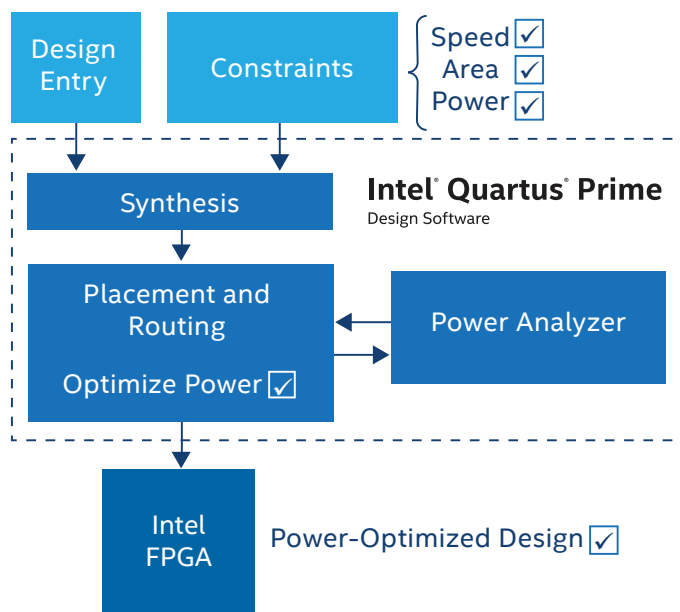 Design
Entry
Constraints
Speed ☑
Area ☑
Power ☑
Synthesis
Intel® Quartus® Prime
Design Software
Placement and
Routing
Optimize Power ☑
Power Analyzer
Intel
FPGA
Power-Optimized Design ☑